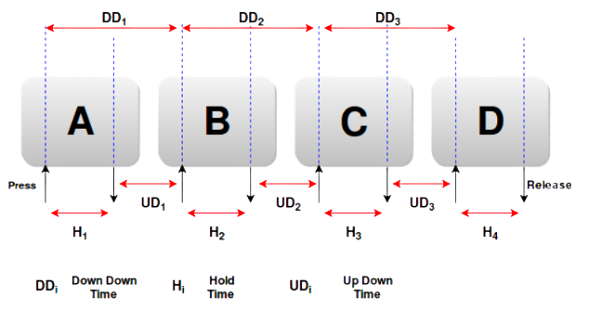 DD1 DD2 DD3
A B C D
Press Release
UD1 UD2 UD3
H1 H2 H3 H4
DDi Down Down Time Hi Hold Time UDi Up Down Time